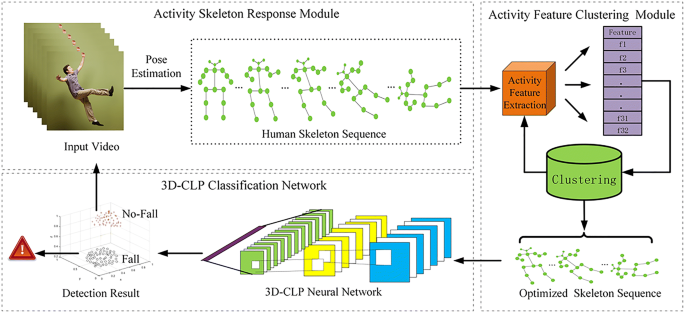 Activity Skeleton Response Module
Pose
Estimation
Input Video
Human Skeleton Sequence
Activity Feature Clustering Module
Activity
Feature
Extraction
Feature
f1
f2
f3
.
.
f31
f32
Clustering
Optimized Skeleton Sequence
3D-CLP Classification Network
No-Fall
Fall
Detection Result
3D-CLP Neural Network